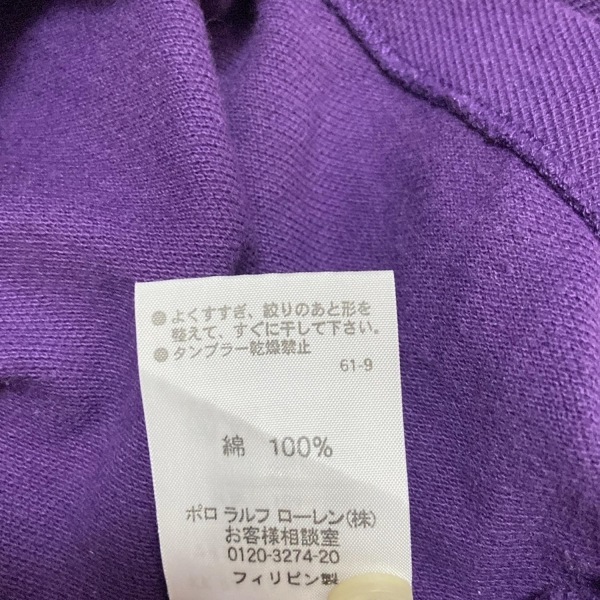 ● よくすすぎ、絞りのあと形を
整えて、すぐに干して下さい。
● タンブラー乾燥禁止
61-9
綿 100%
ポロ ラルフ ローレン(株)
お客様相談室
0120-3274-20
フィリピン製